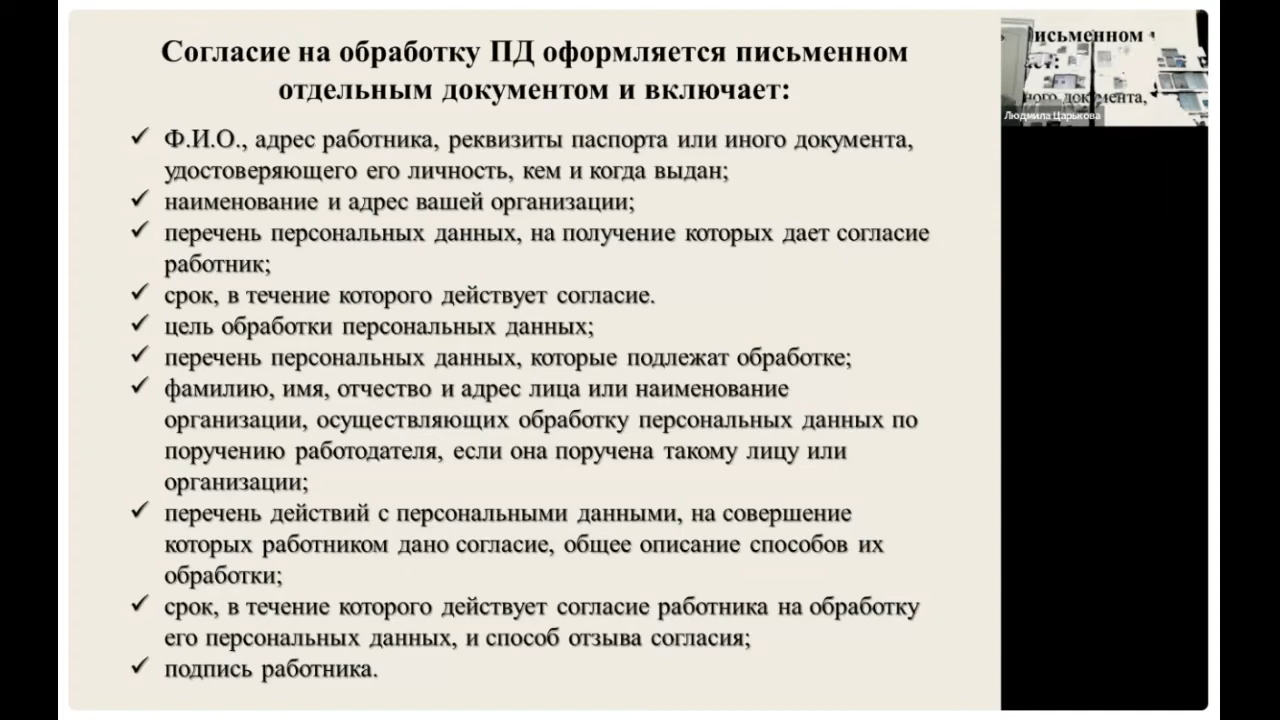 Согласие на обработку ПД оформляется письменном
отдельным документом и включает:
✓ Ф.И.О., адрес работника, реквизиты паспорта или иного документа,
удостоверяющего его личность, кем и когда выдан;
✓ наименование и адрес вашей организации;
✓ перечень персональных данных, на получение которых дает согласие
работник;
✓ срок, в течение которого действует согласие.
✓ цель обработки персональных данных;
✓ перечень персональных данных, которые подлежат обработке;
✓ фамилию, имя, отчество и адрес лица или наименование
организации, осуществляющих обработку персональных данных по
поручению работодателя, если она поручена такому лицу или
организации;
✓ перечень действий с персональными данными, на совершение
которых работником дано согласие, общее описание способов их
обработки;
✓ срок, в течение которого действует согласие работника на обработку
его персональных данных, и способ отзыва согласия;
✓ подпись работника.
исьменном
документа,
Людмила Царькова